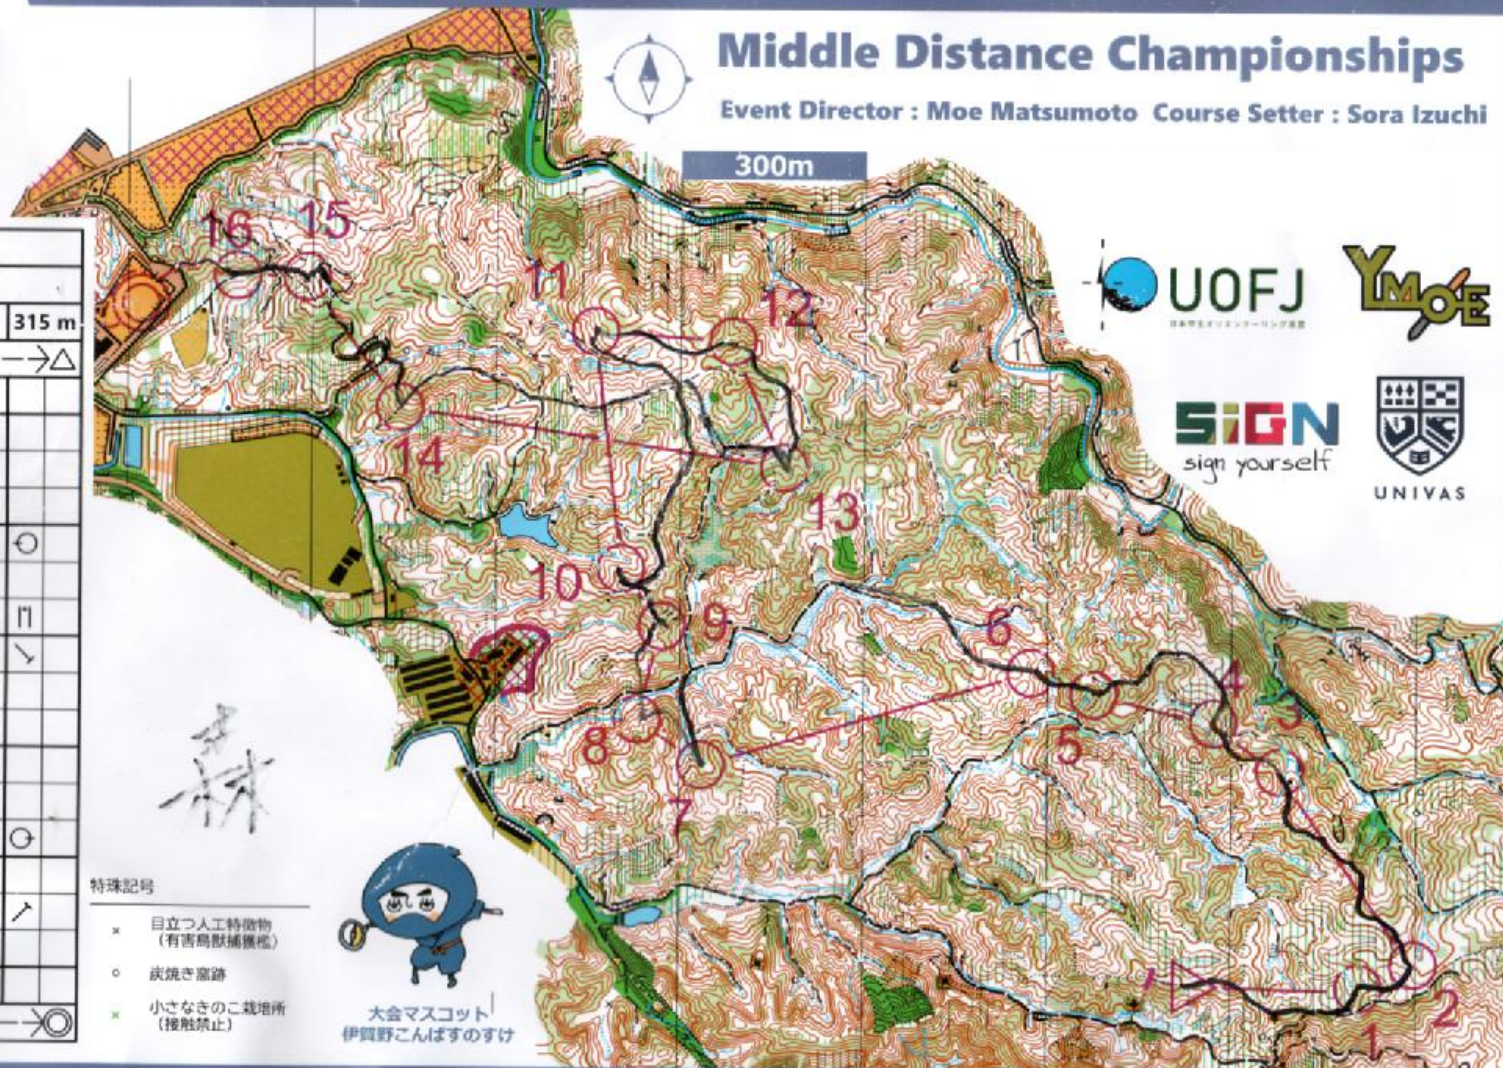 Middle Distance Championships
Event Director : Moe Matsumoto Course Setter : Sora Izuchi
300m
16
15
11
12
UOFJ
YMOE
315 m
SiGN
sign yourself
UNIVAS
14
13
10
9
6
4
3
8
5
7
2
1
森
林
特殊記号
目立つ人工特徴物
(有害鳥獣捕獲檻)
炭焼き窯跡
小さなきのこ栽培所
(接触禁止)
大会マスコット
伊賀野こんぱすのすけ